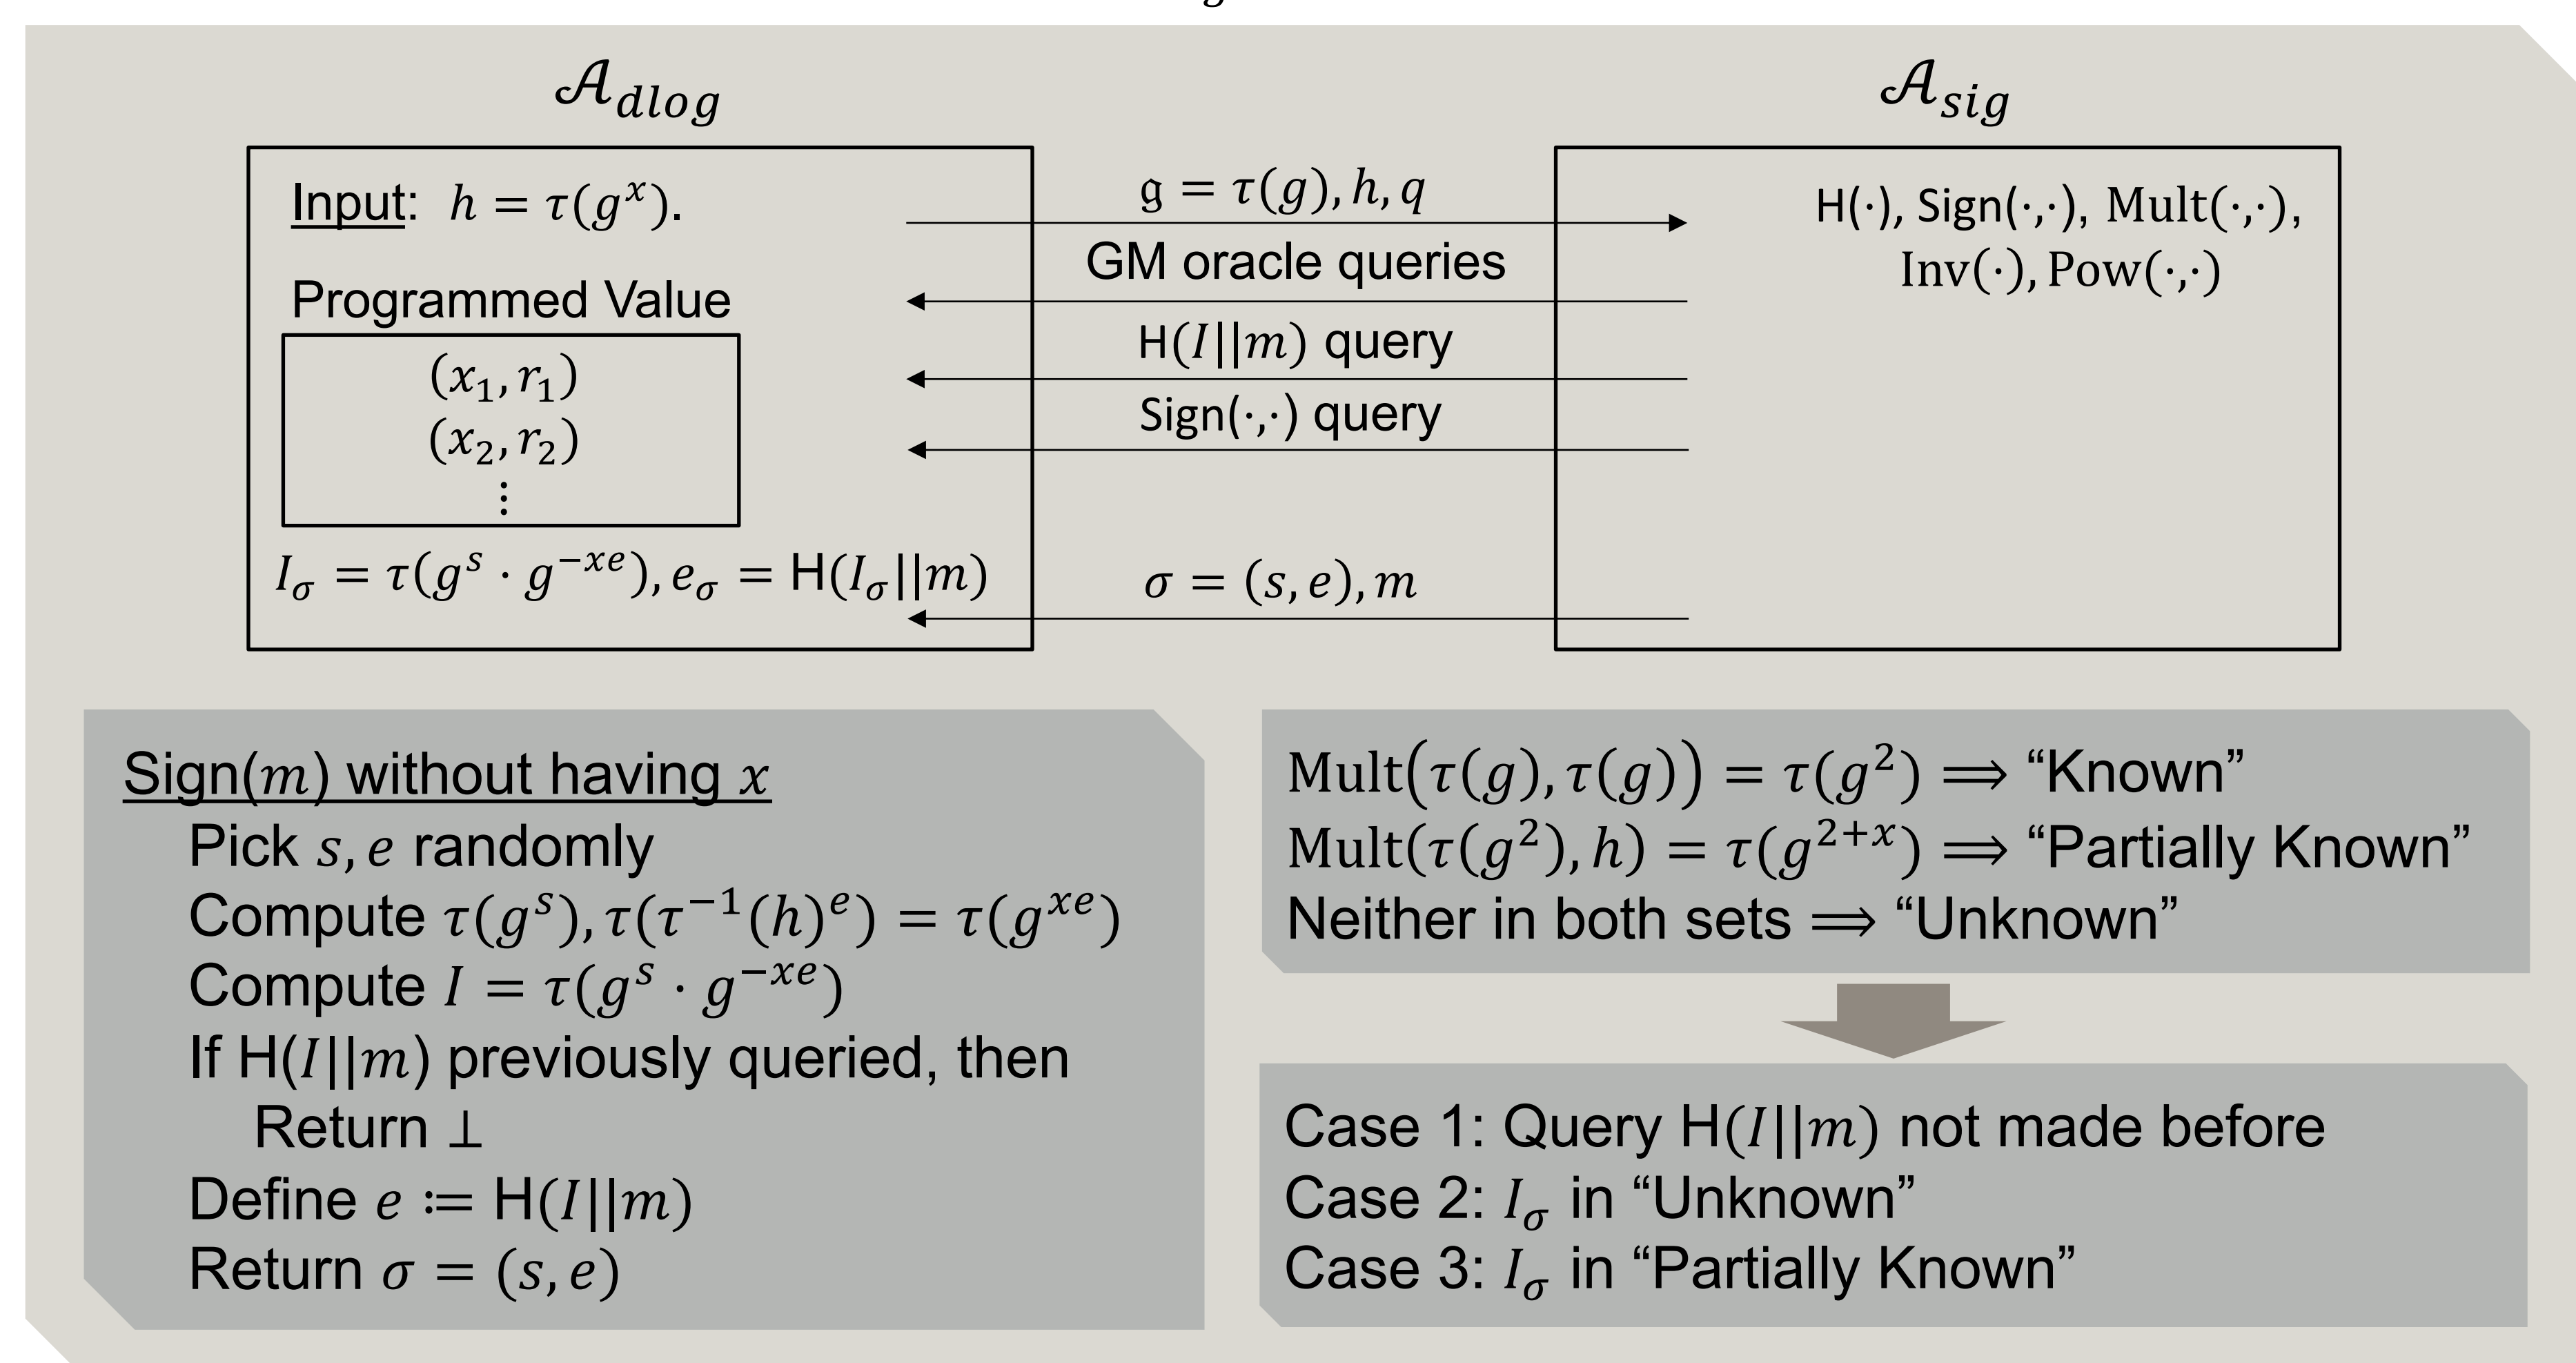 𝒜_dlog
𝒜_sig
Input: h = τ(g^x).
Programmed Value
(x_1, r_1)
(x_2, r_2)
⋮
I_σ = τ(g^s · g^{-xe}), e_σ = H(I_σ||m)
𝔤 = τ(g), h, q
GM oracle queries
H(I||m) query
Sign(·,·) query
σ = (s, e), m
H(·), Sign(·,·), Mult(·,·),
Inv(·), Pow(·,·)
Sign(m) without having x
Pick s, e randomly
Compute τ(g^s), τ(τ^{-1}(h)^e) = τ(g^{xe})
Compute I = τ(g^s · g^{-xe})
If H(I||m) previously queried, then
Return ⊥
Define e ≔ H(I||m)
Return σ = (s, e)
Mult(τ(g), τ(g)) = τ(g^2) ⟹ “Known”
Mult(τ(g^2), h) = τ(g^{2+x}) ⟹ “Partially Known”
Neither in both sets ⟹ “Unknown”
Case 1: Query H(I||m) not made before
Case 2: I_σ in “Unknown”
Case 3: I_σ in “Partially Known”